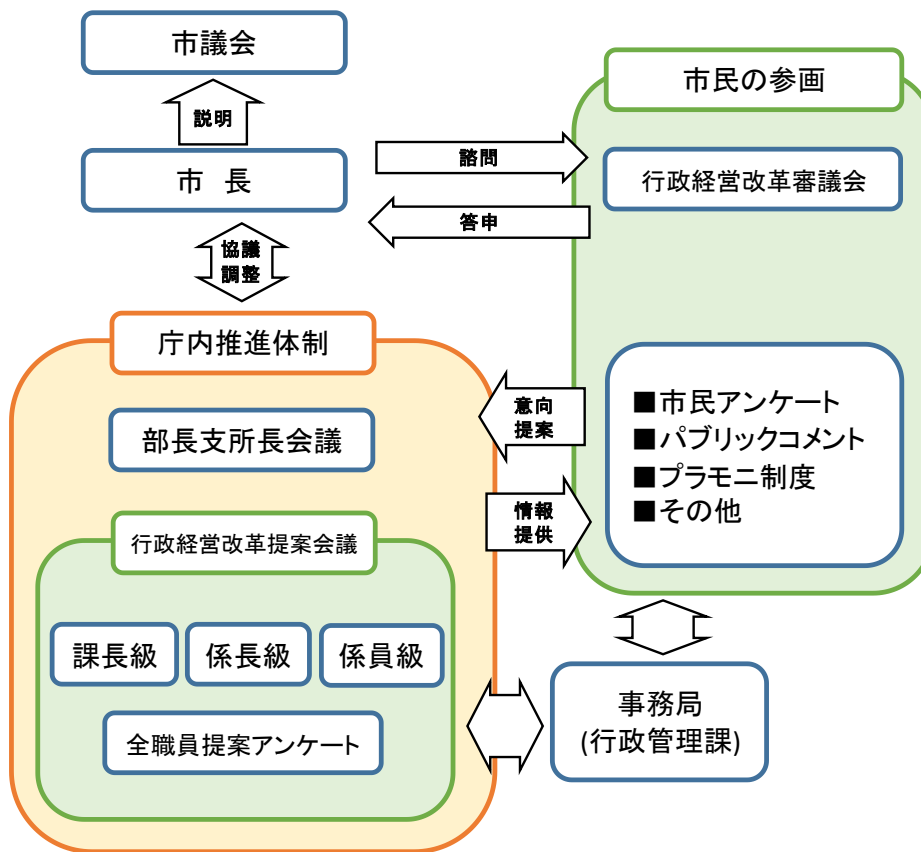 市議会
説明
市　長
協議
調整
市民の参画
諮問
行政経営改革審議会
答申
庁内推進体制
部長支所長会議
意向
提案
情報
提供
■市民アンケート
■パブリックコメント
■プラモニ制度
■その他
行政経営改革提案会議
課長級
係長級
係員級
全職員提案アンケート
事務局
(行政管理課)